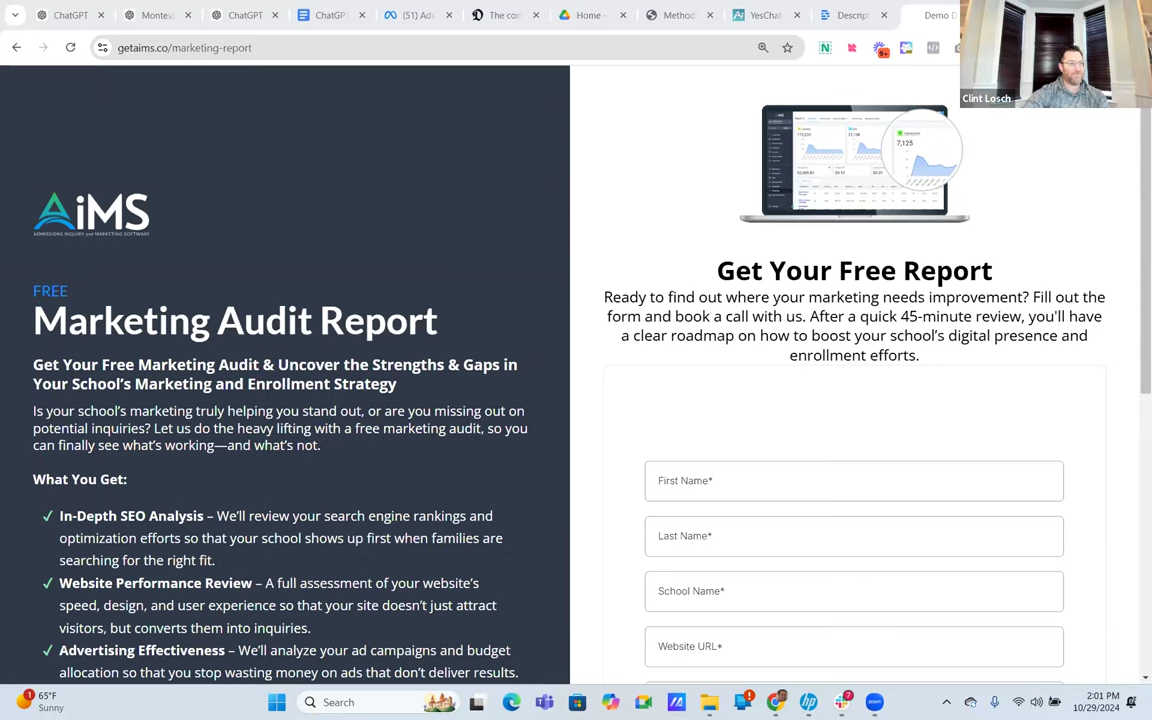 ChatGPT
Montess
ChatGPT
ChatGPT
(51) Ads
The com
Home -
Method
YesChat
Descript
Demo D
getaims.co/marketing-report
9+
Clint Losch
AiMS
ADMISSIONS INQUIRY and MARKETING SOFTWARE
7,125
Get Your Free Report
Ready to find out where your marketing needs improvement? Fill out the
form and book a call with us. After a quick 45-minute review, you'll have
a clear roadmap on how to boost your school's digital presence and
enrollment efforts.
FREE
Marketing Audit Report
Get Your Free Marketing Audit & Uncover the Strengths & Gaps in
Your School's Marketing and Enrollment Strategy
Is your school's marketing truly helping you stand out, or are you missing out on
potential inquiries? Let us do the heavy lifting with a free marketing audit, so you
can finally see what's working—and what's not.
What You Get:
✓ In-Depth SEO Analysis – We'll review your search engine rankings and
optimization efforts so that your school shows up first when families are
searching for the right fit.
✓ Website Performance Review – A full assessment of your website's
speed, design, and user experience so that your site doesn't just attract
visitors, but converts them into inquiries.
✓ Advertising Effectiveness – We'll analyze your ad campaigns and budget
allocation so that you stop wasting money on ads that don't deliver results.
First Name*
Last Name*
School Name*
Website URL*
1
65°F
Sunny
Search
zoom
7
2:01 PM
10/29/2024